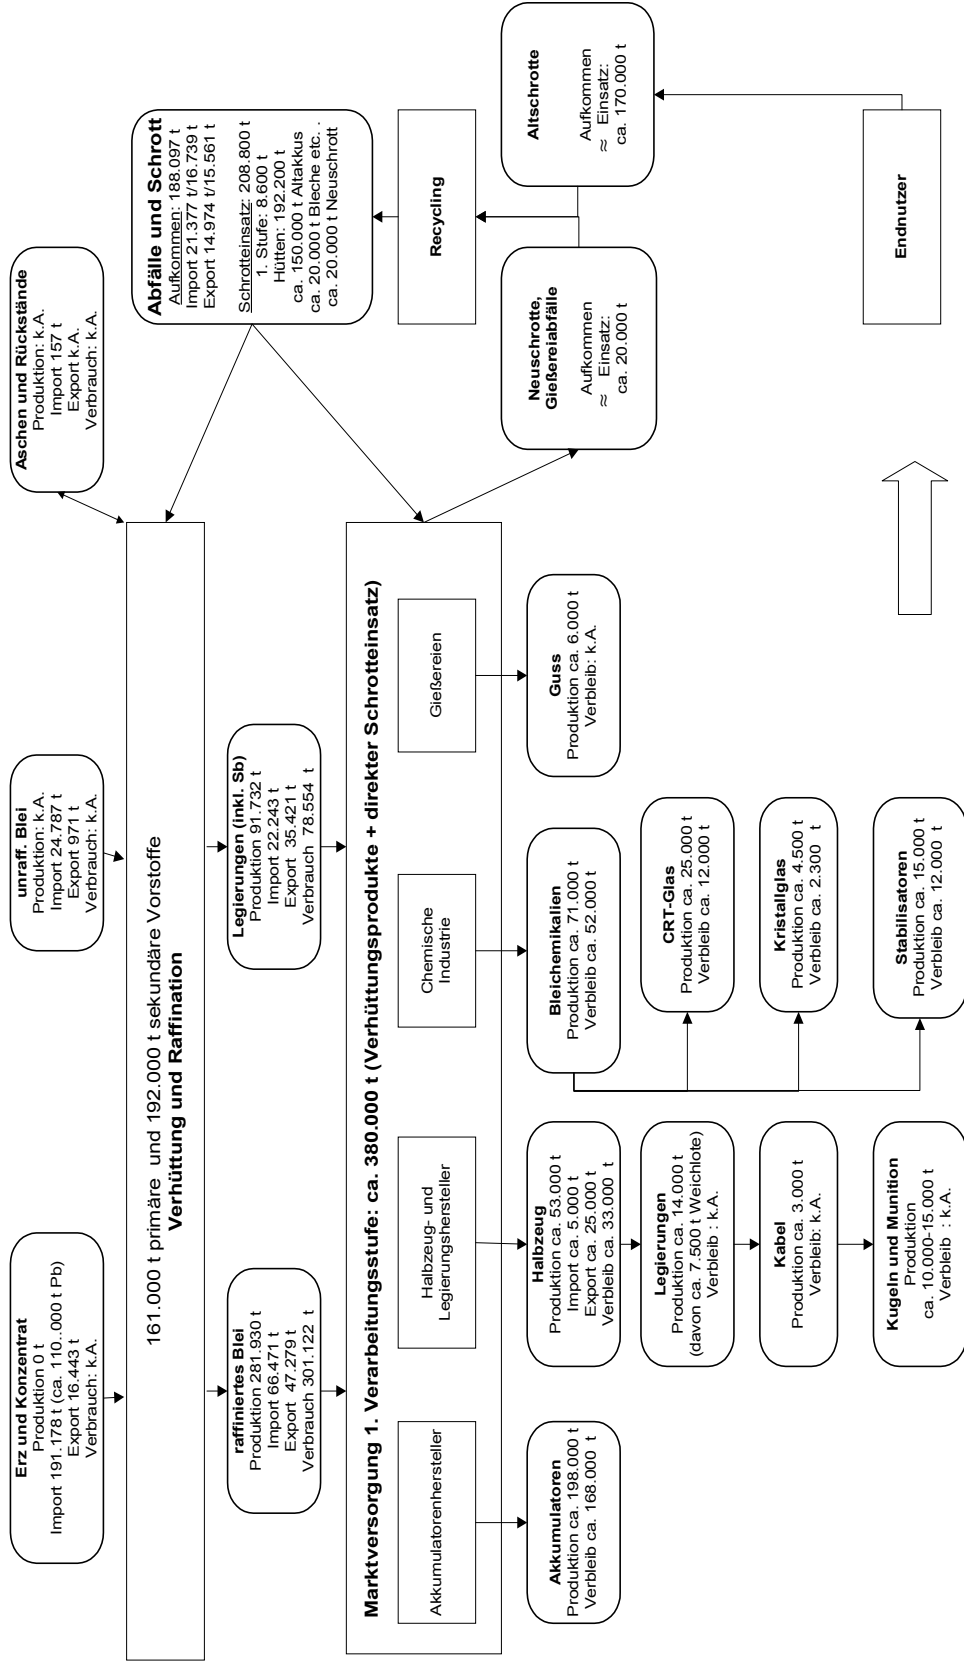 Erz und Konzentrat
Produktion 0 t
Import 191.178 t (ca. 110..000 t Pb)
Export 16.443 t
Verbrauch: k.A.
unraff. Blei
Produktion: k.A.
Import 24.787 t
Export 971 t
Verbrauch: k.A.
Aschen und Rückstände
Produktion: k.A.
Import 157 t
Export k.A.
Verbrauch: k.A.
161.000 t primäre und 192.000 t sekundäre Vorstoffe
Verhüttung und Raffination
Abfälle und Schrott
Aufkommen: 188.097 t
Import 21.377 t/16.739 t
Export 14.974 t/15.561 t
Schrotteinsatz: 208.800 t
1. Stufe: 8.600 t
Hütten: 192.200 t
ca. 150.000 t Altakkus
ca. 20.000 t Bleche etc. .
ca. 20.000 t Neuschrott
raffiniertes Blei
Produktion 281.930 t
Import 66.471 t
Export 47.279 t
Verbrauch 301.122 t
Legierungen (inkl. Sb)
Produktion 91.732 t
Import 22.243 t
Export 35.421 t
Verbrauch 78.554 t
Marktversorgung 1. Verarbeitungsstufe: ca. 380.000 t (Verhüttungsprodukte + direkter Schrotteinsatz)
Akkumulatorenhersteller
Halbzeug- und
Legierungshersteller
Chemische
Industrie
Gießereien
Recycling
Akkumulatoren
Produktion ca. 198.000 t
Verbleib ca. 168.000 t
Halbzeug
Produktion ca. 53.000 t
Import ca. 5.000 t
Export ca. 25.000 t
Verbleib ca. 33.000 t
Bleichemikalien
Produktion ca. 71.000 t
Verbleib ca. 52.000 t
Guss
Produktion ca. 6.000 t
Verbleib: k.A.
Neuschrotte,
Gießereiabfälle
Aufkommen
≈ Einsatz:
ca. 20.000 t
Altschrotte
Aufkommen
≈ Einsatz:
ca. 170.000 t
Legierungen
Produktion ca. 14.000 t
(davon ca. 7.500 t Weichlote)
Verbleib : k.A.
CRT-Glas
Produktion ca. 25.000 t
Verbleib ca. 12.000 t
Kabel
Produktion ca. 3.000 t
Verbleib: k.A.
Kristallglas
Produktion ca. 4.500 t
Verbleib ca. 2.300 t
Kugeln und Munition
Produktion
ca. 10.000-15.000 t
Verbleib : k.A.
Stabilisatoren
Produktion ca. 15.000 t
Verbleib ca. 12.000 t
Endnutzer